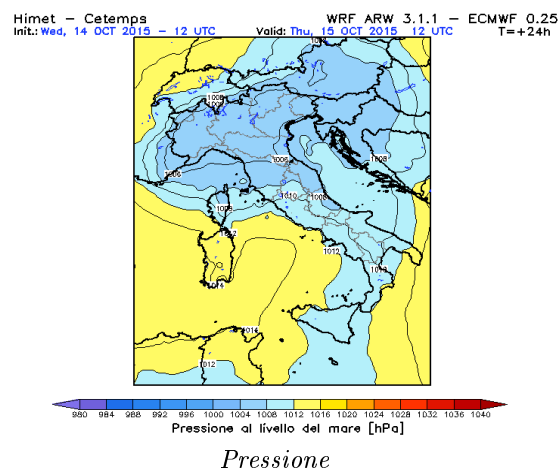 Himet – Cetemps WRF ARW 3.1.1 – ECMWF 0.25
Init.: Wed, 14 OCT 2015 – 12 UTC Valid: Thu, 15 OCT 2015 12 UTC T=+24h
1006
1006
1006
1008
1010
1008
1012
1012
1014
1014
1012
980 984 988 992 996 1000 1004 1008 1012 1016 1020 1024 1028 1032 1036 1040
Pressione al livello del mare [hPa]
Pressione